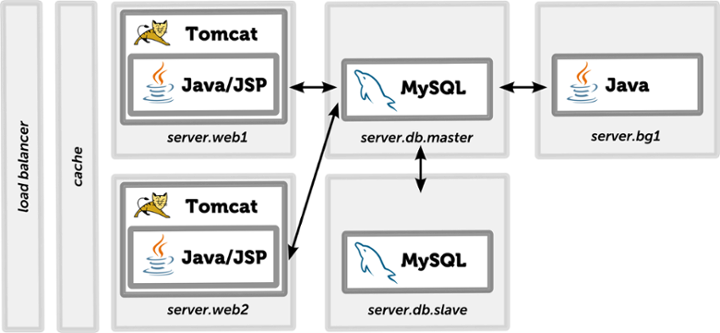 load balancer
cache
Tomcat
Java/JSP
server.web1
MySQL
server.db.master
Java
server.bg1
Tomcat
Java/JSP
server.web2
MySQL
server.db.slave